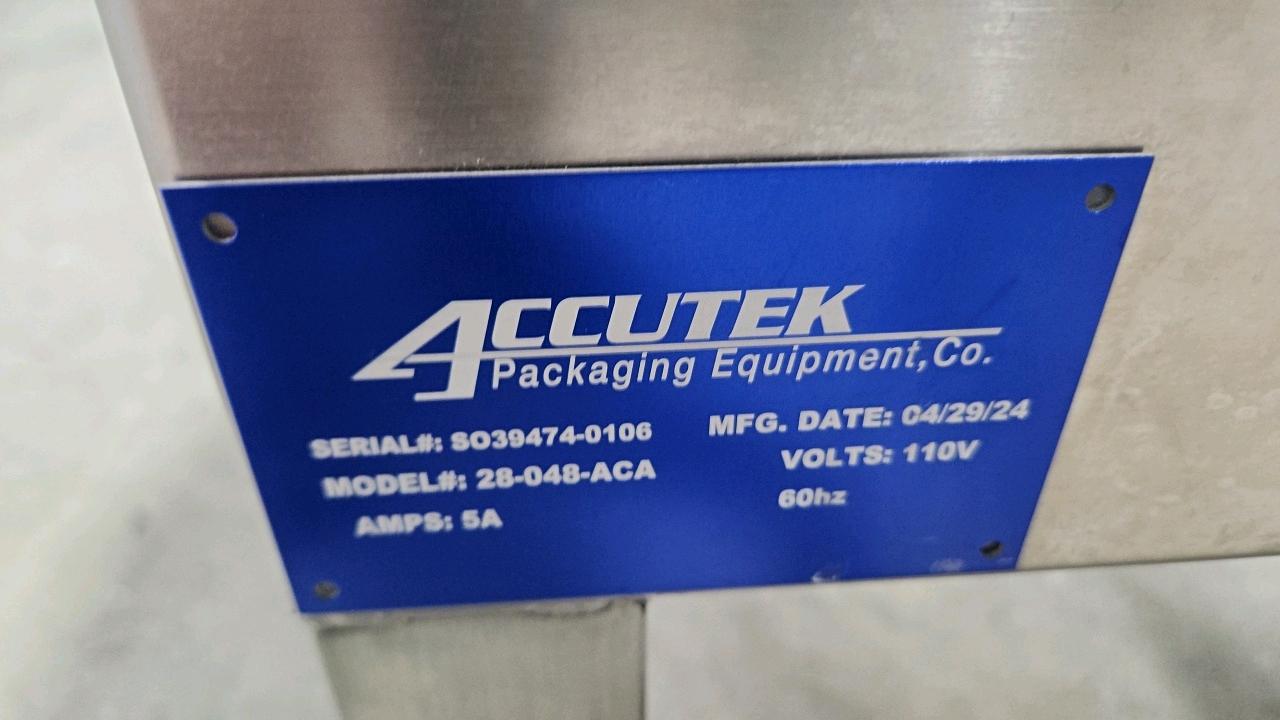 ACCUTEK
Packaging Equipment, Co.
SERIAL#: SO39474-0106
MFG. DATE: 04/29/24
MODEL#: 28-048-ACA
VOLTS: 110V
AMPS: 5A
60hz